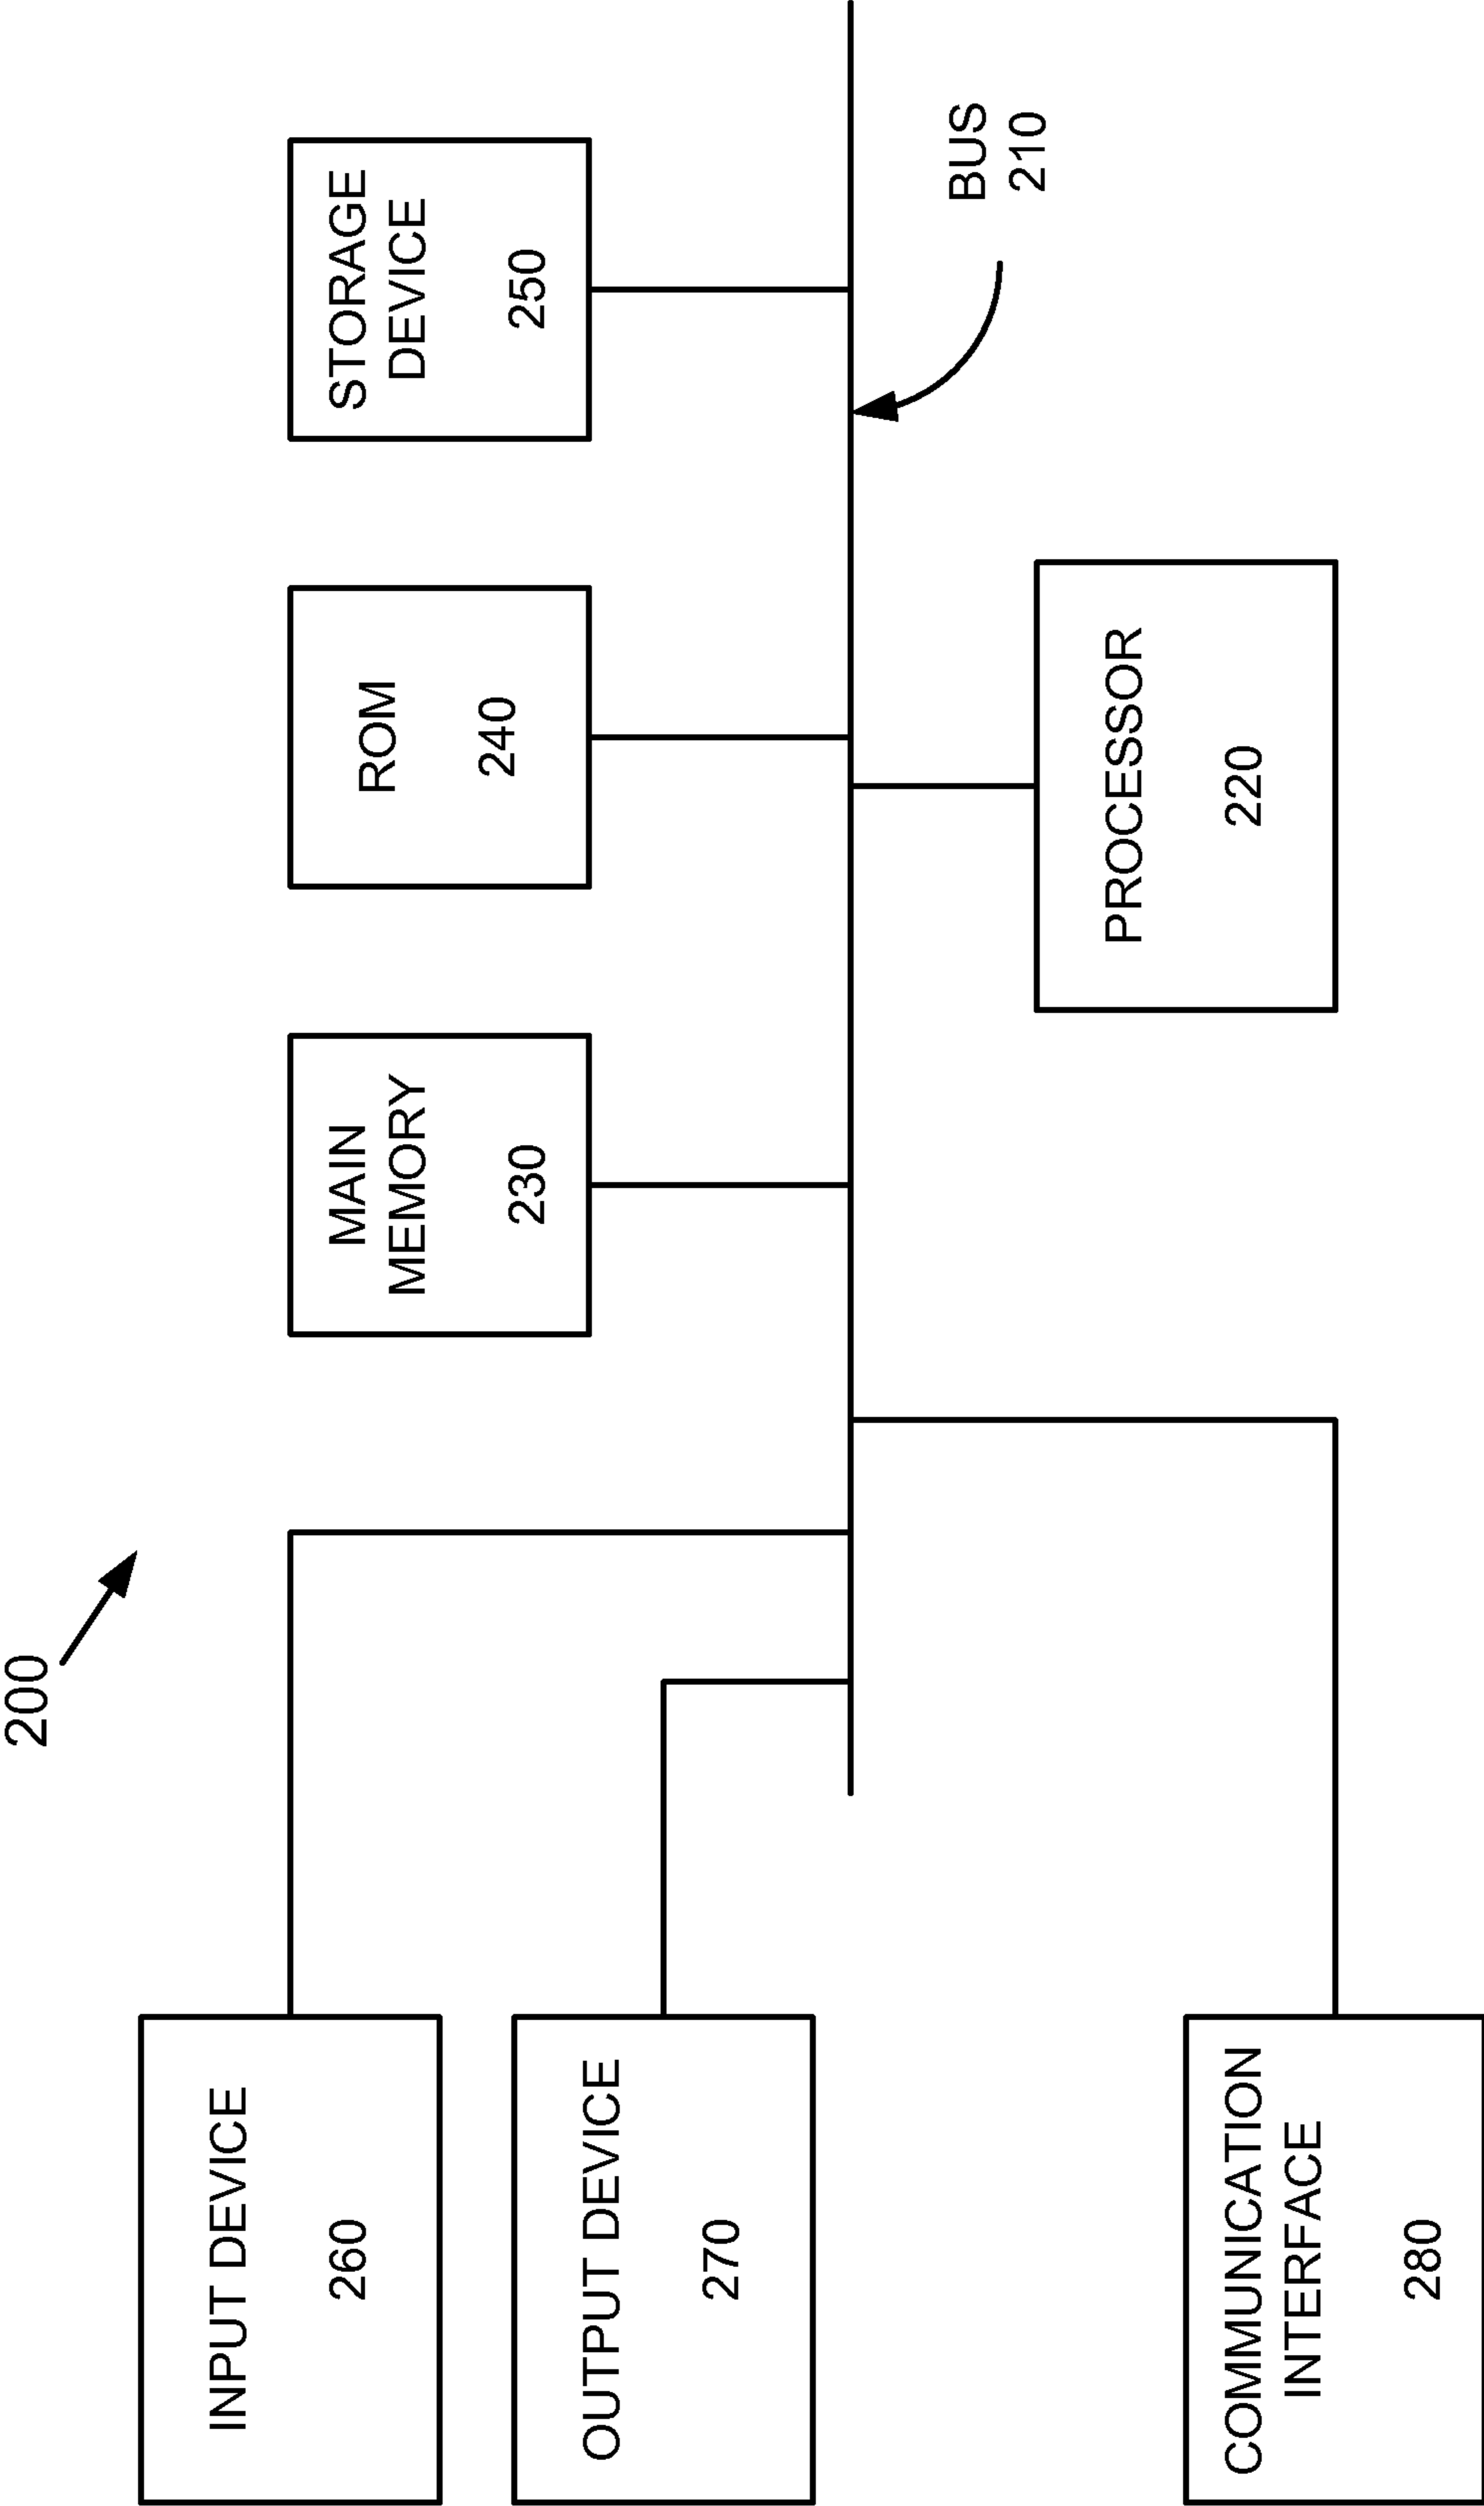 200
MAIN
MEMORY
230
ROM
240
STORAGE
DEVICE
250
INPUT DEVICE
260
OUTPUT DEVICE
270
BUS
210
PROCESSOR
220
COMMUNICATION
INTERFACE
280